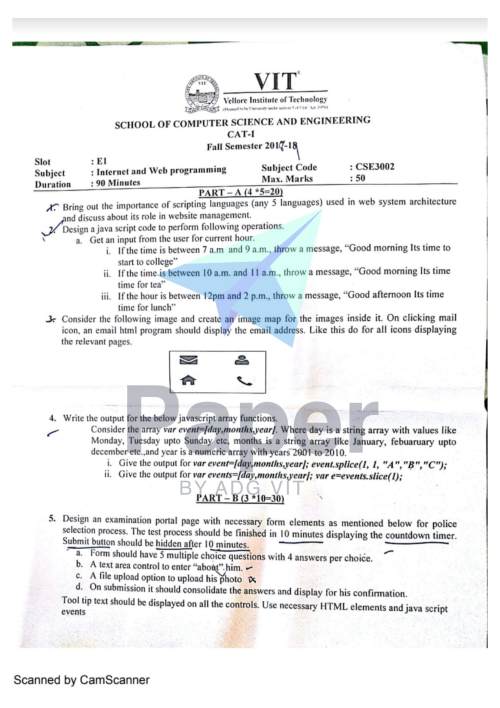 VIT
Vellore Institute of Technology
SCHOOL OF COMPUTER SCIENCE AND ENGINEERING
CAT-I
Fall Semester 2017-18
Slot : E1
Subject : Internet and Web programming Subject Code : CSE3002
Duration : 90 Minutes Max. Marks : 50
PART – A (4 *5=20)
1. Bring out the importance of scripting languages (any 5 languages) used in web system architecture
and discuss about its role in website management.
2. Design a java script code to perform following operations.
a. Get an input from the user for current hour.
i. If the time is between 7 a.m and 9 a.m., throw a message, “Good morning Its time to
start to college”
ii. If the time is between 10 a.m. and 11 a.m., throw a message, “Good morning Its time
time for tea”
iii. If the hour is between 12pm and 2 p.m., throw a message, “Good afternoon Its time
time for lunch”
3. Consider the following image and create an image map for the images inside it. On clicking mail
icon, an email html program should display the email address. Like this do for all icons displaying
the relevant pages.
Paper
4. Write the output for the below javascript array functions.
Consider the array var event=[day,months,year]. Where day is a string array with values like
Monday, Tuesday upto Sunday etc, months is a string array like January, febuaruary upto
december etc.,and year is a numeric array with years 2001 to 2010.
i. Give the output for var event=[day,months,year]; event.splice(1, 1, "A","B","C");
ii. Give the output for var events=[day,months,year]; var e=events.slice(1);
BY ADG VIT
PART – B (3 *10=30)
5. Design an examination portal page with necessary form elements as mentioned below for police
selection process. The test process should be finished in 10 minutes displaying the countdown timer.
Submit button should be hidden after 10 minutes.
a. Form should have 5 multiple choice questions with 4 answers per choice.
b. A text area control to enter “about” him.
c. A file upload option to upload his photo
d. On submission it should consolidate the answers and display for his confirmation.
Tool tip text should be displayed on all the controls. Use necessary HTML elements and java script
events
Scanned by CamScanner